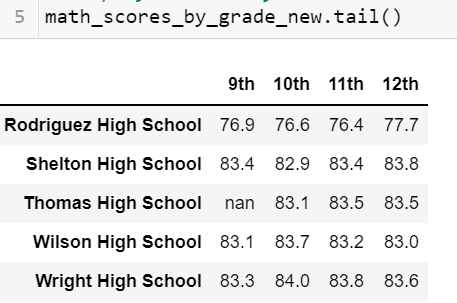 5 math_scores_by_grade_new.tail()
9th 10th 11th 12th
Rodriguez High School 76.9 76.6 76.4 77.7
Shelton High School 83.4 82.9 83.4 83.8
Thomas High School nan 83.1 83.5 83.5
Wilson High School 83.1 83.7 83.2 83.0
Wright High School 83.3 84.0 83.8 83.6